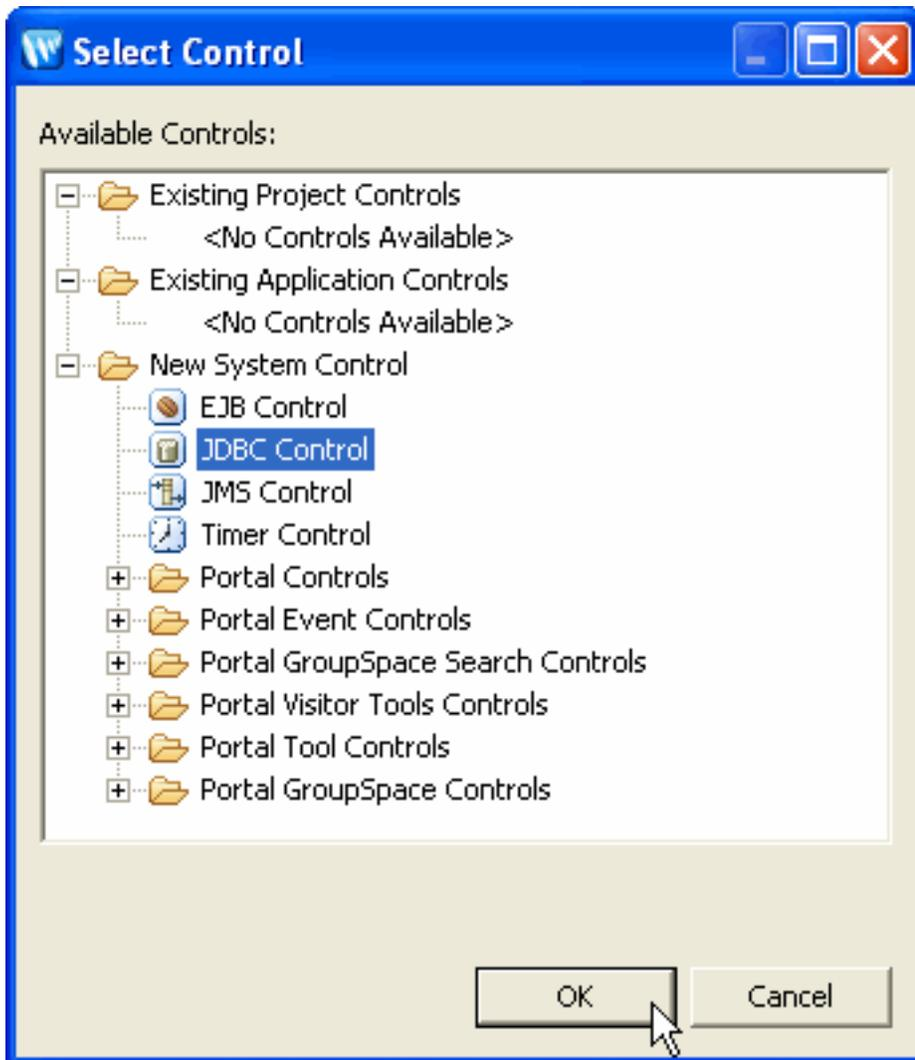 Select Control
Available Controls:
Existing Project Controls
<No Controls Available>
Existing Application Controls
<No Controls Available>
New System Control
EJB Control
JDBC Control
JMS Control
Timer Control
Portal Controls
Portal Event Controls
Portal GroupSpace Search Controls
Portal Visitor Tools Controls
Portal Tool Controls
Portal GroupSpace Controls
OK Cancel